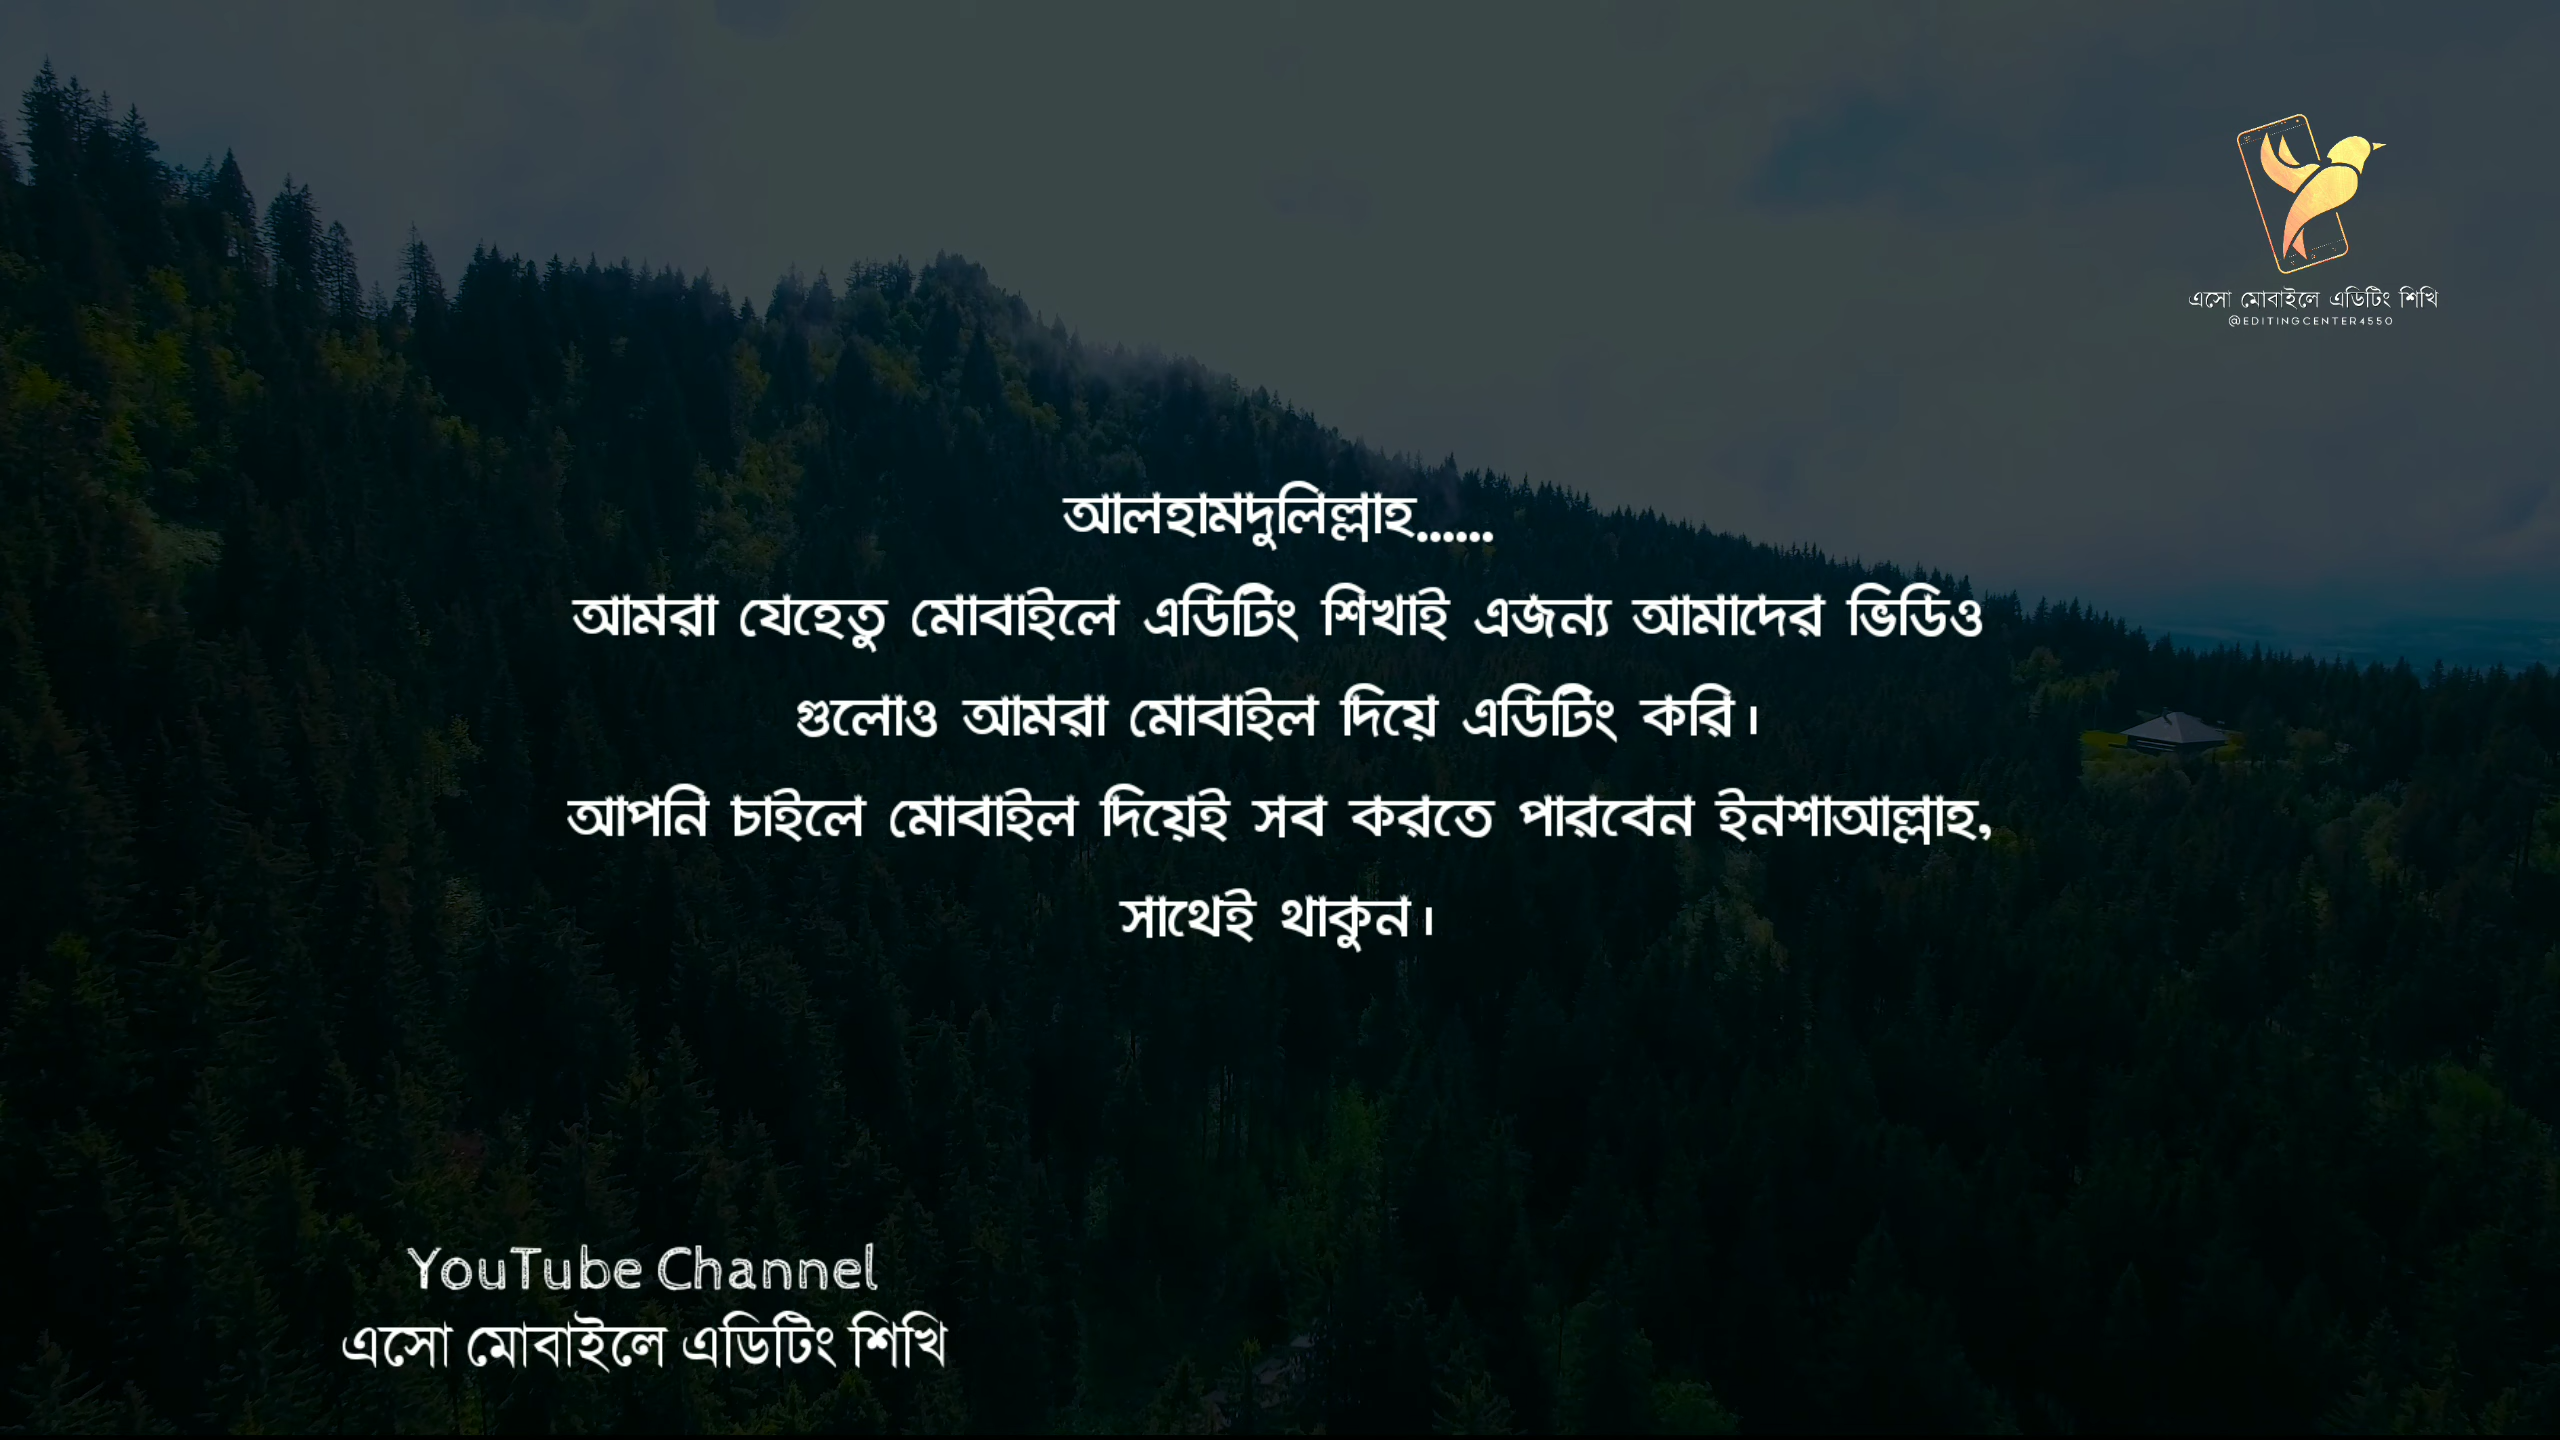 এসো মোবাইলে এডিটিং শিখি
@EDITINGCENTER4550
আলহামদুলিল্লাহ......
আমরা যেহেতু মোবাইলে এডিটিং শিখাই এজন্য আমাদের ভিডিও
গুলোও আমরা মোবাইল দিয়ে এডিটিং করি।
আপনি চাইলে মোবাইল দিয়েই সব করতে পারবেন ইনশাআল্লাহ,
সাথেই থাকুন।
YouTube Channel
এসো মোবাইলে এডিটিং শিখি